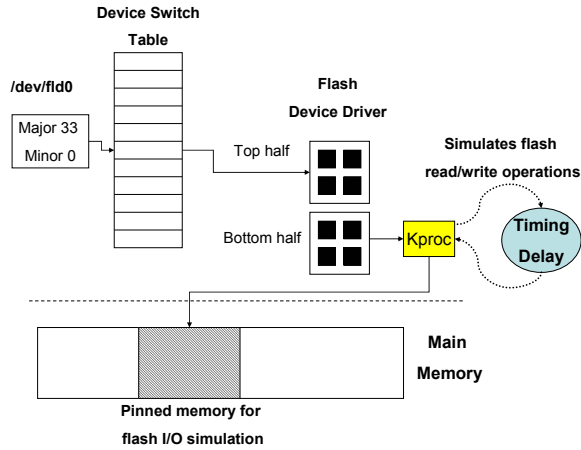 Device Switch
Table
/dev/fld0
Major 33
Minor 0
Flash
Device Driver
Top half
Bottom half
Simulates flash
read/write operations
Kproc
Timing
Delay
Main
Memory
Pinned memory for
flash I/O simulation